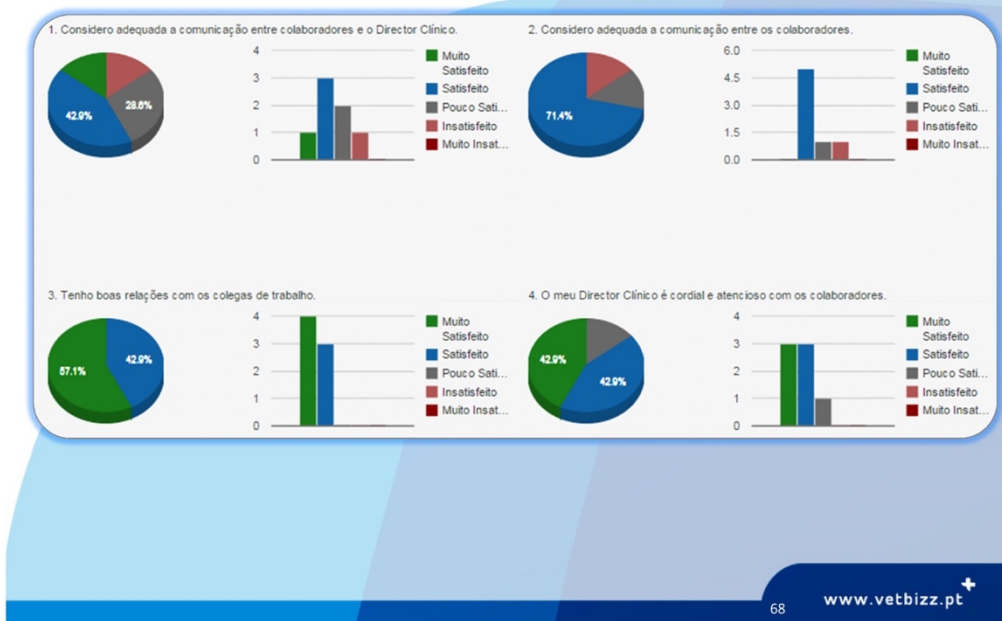 1. Considero adequada a comunicação entre colaboradores e o Director Clínico.
42.9%
28.6%
4
3
2
1
0
Muito
Satisfeito
Satisfeito
Pouco Sati...
Insatisfeito
Muito Insat...
2. Considero adequada a comunicação entre os colaboradores.
71.4%
6.0
4.5
3.0
1.5
0.0
Muito
Satisfeito
Satisfeito
Pouco Sati...
Insatisfeito
Muito Insat...
3. Tenho boas relações com os colegas de trabalho.
57.1%
42.9%
4
3
2
1
0
Muito
Satisfeito
Satisfeito
Pouco Sati...
Insatisfeito
Muito Insat...
4. O meu Director Clínico é cordial e atencioso com os colaboradores.
42.9%
42.9%
4
3
2
1
0
Muito
Satisfeito
Satisfeito
Pouco Sati...
Insatisfeito
Muito Insat...
68
www.vetbizz.pt